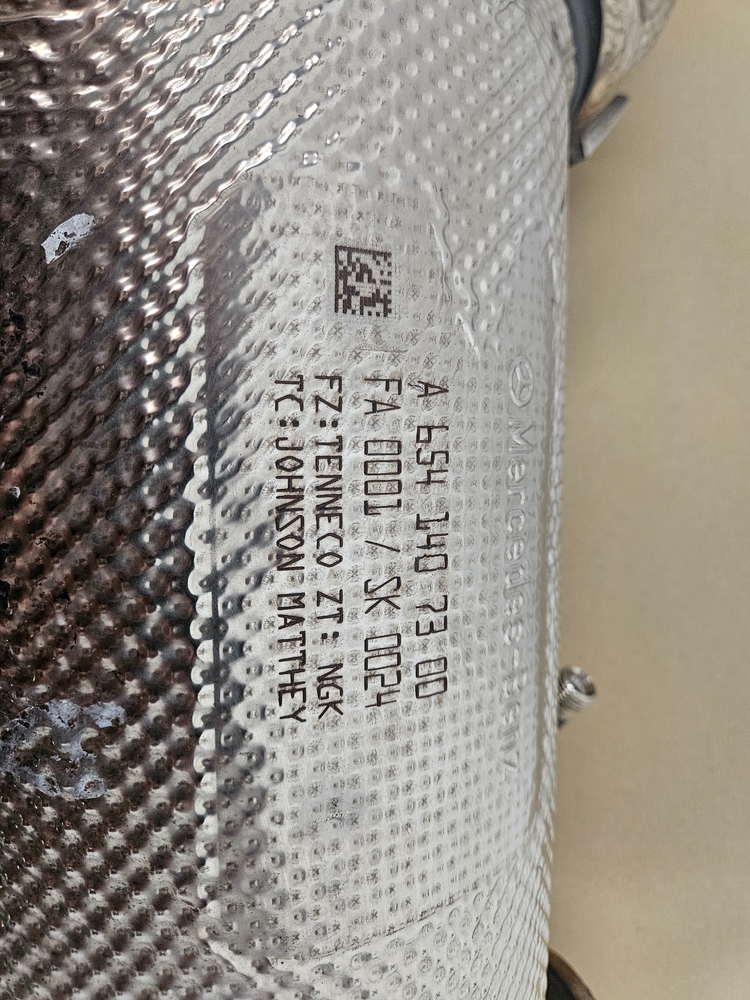 Mercedes-Benz
A 654 140 73 00
FA 0001 / SK 0024
FZ:TENNECO ZT: NGK
TC:JOHNSON MATTHEY